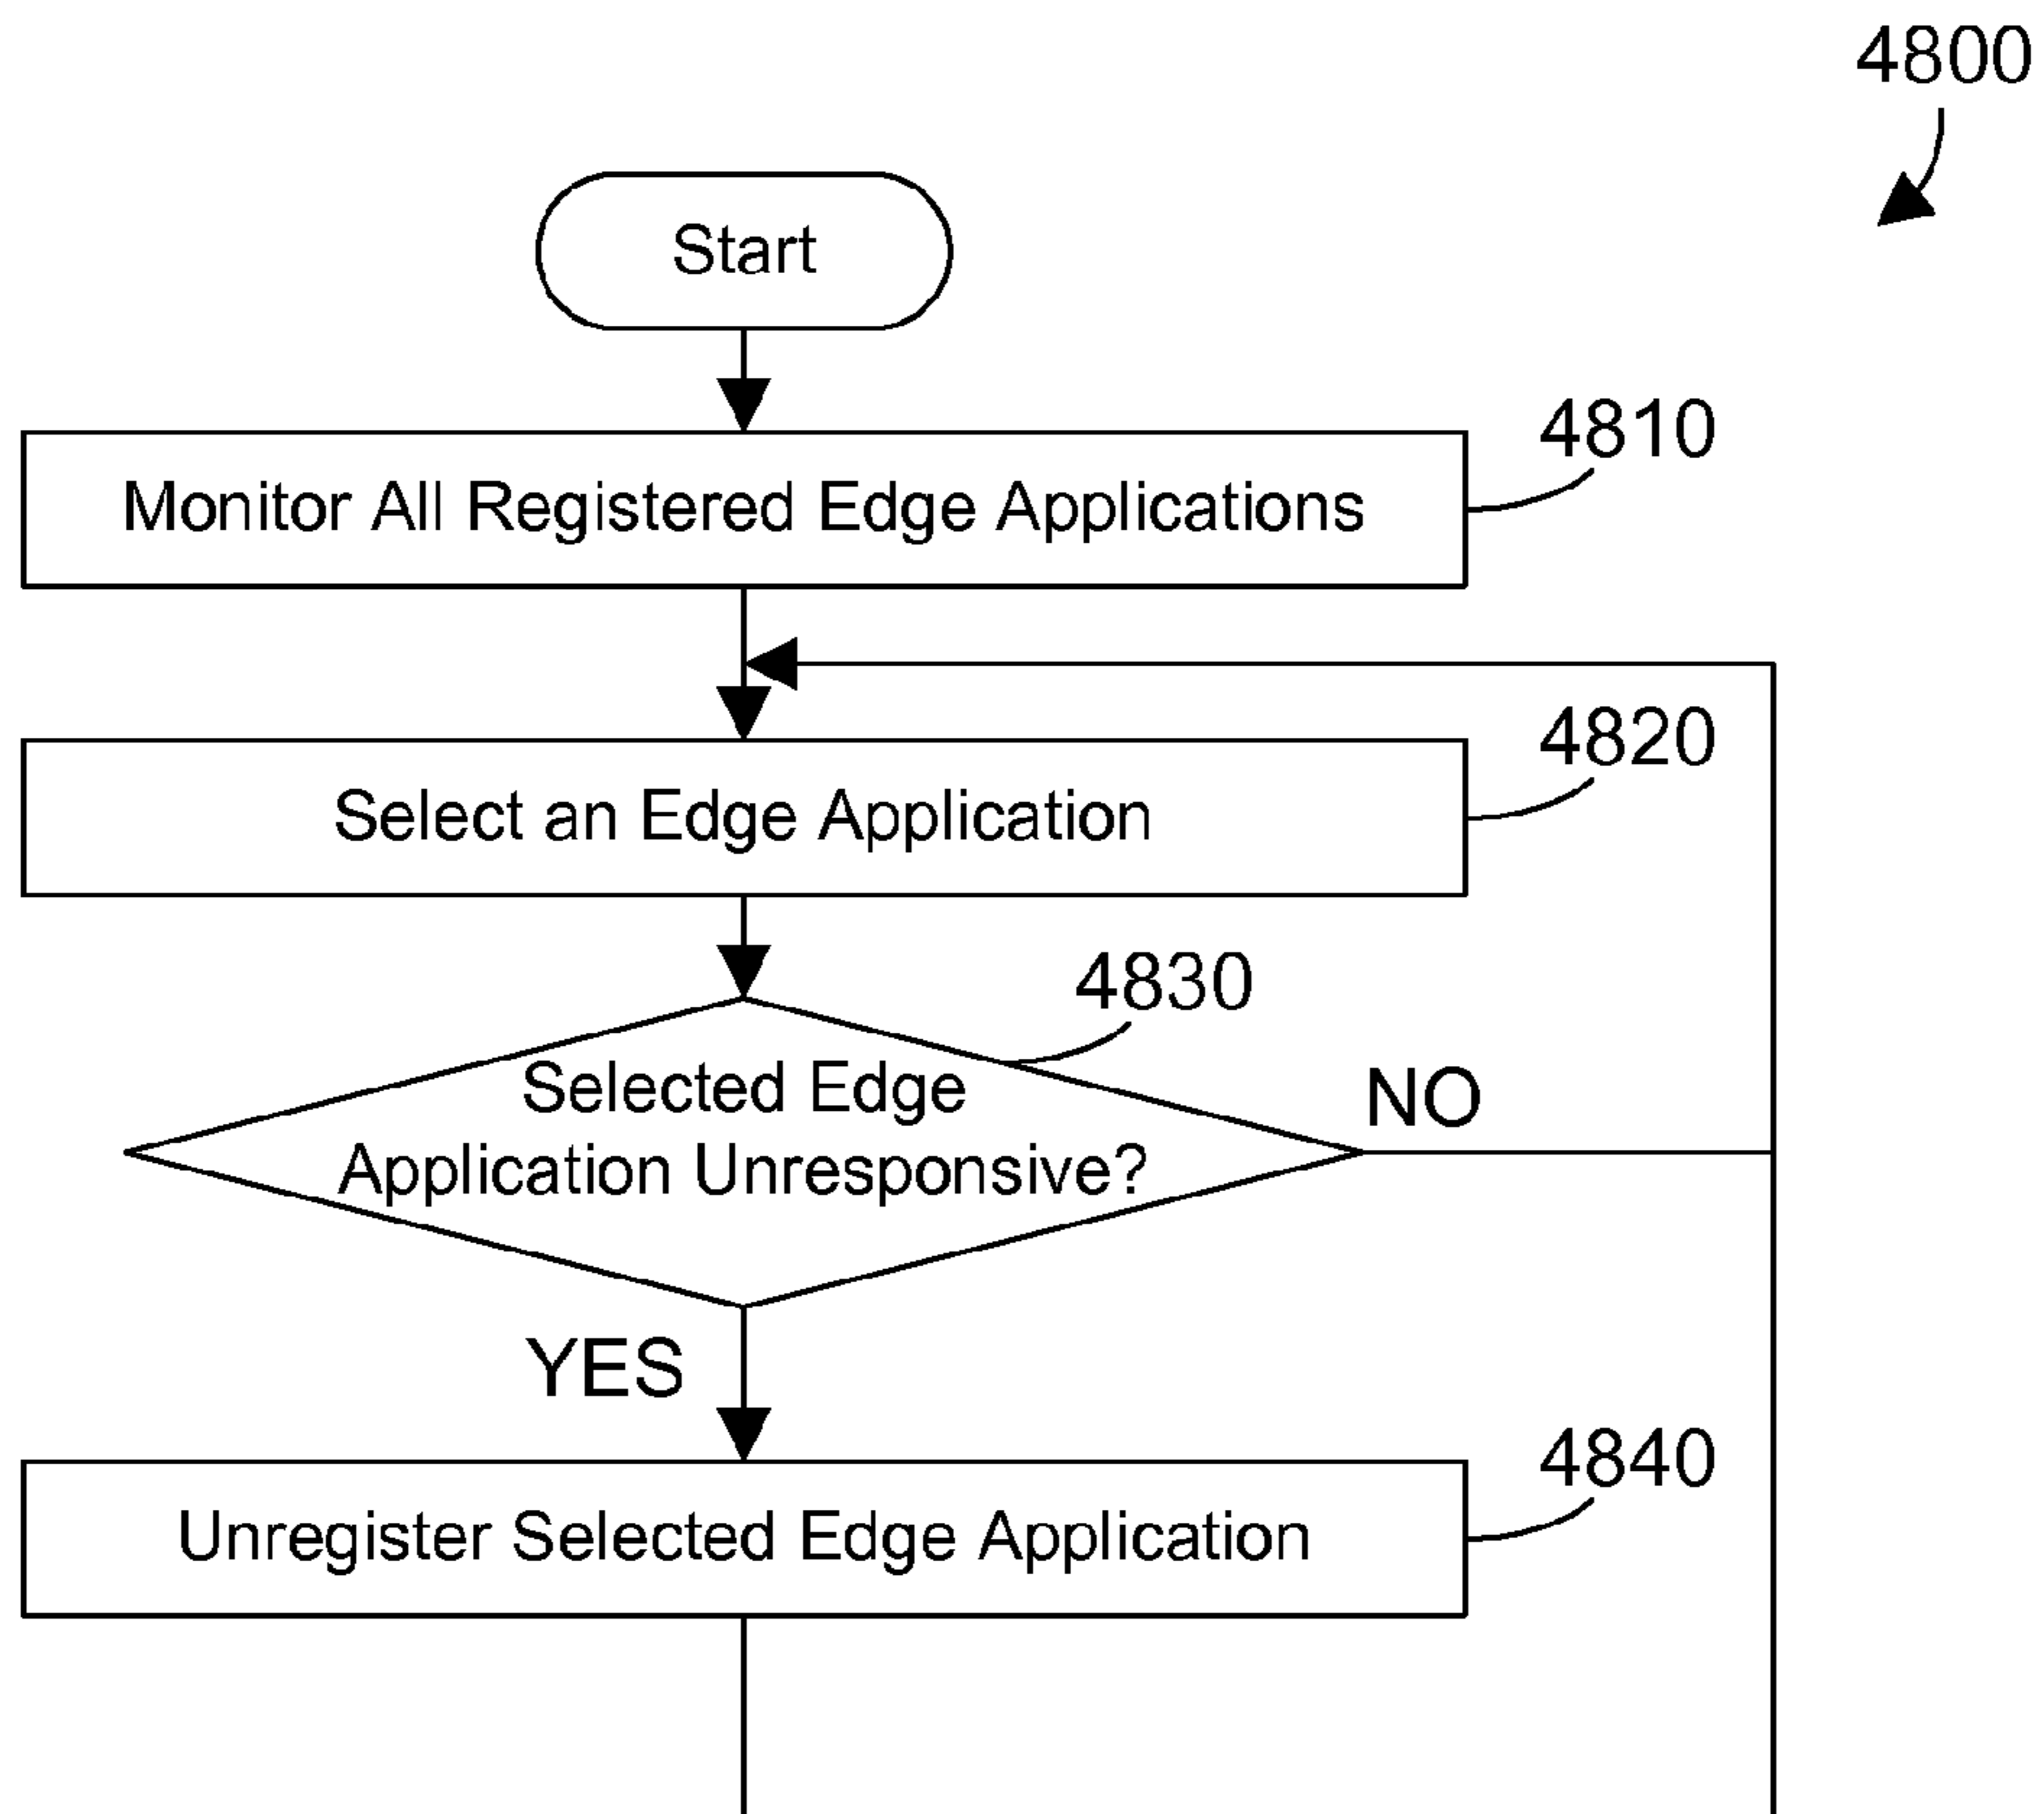 4800
Start
4810
Monitor All Registered Edge Applications
4820
Select an Edge Application
4830
Selected Edge
Application Unresponsive?
NO
YES
4840
Unregister Selected Edge Application